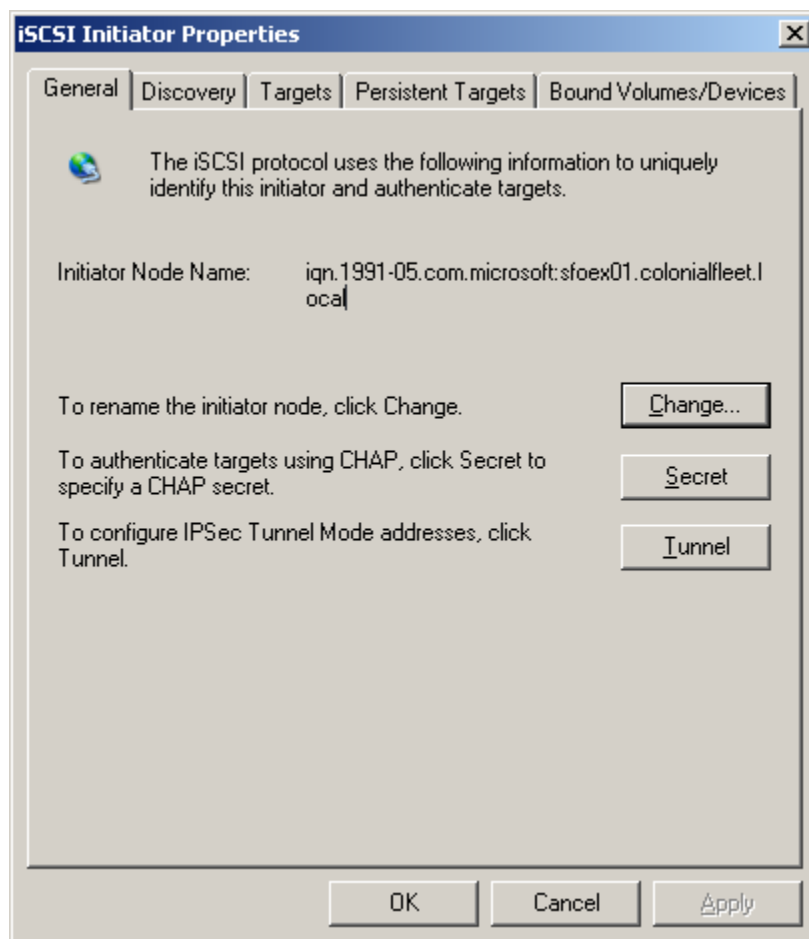 iSCSI Initiator Properties
General Discovery Targets Persistent Targets Bound Volumes/Devices
The iSCSI protocol uses the following information to uniquely
identify this initiator and authenticate targets.
Initiator Node Name: iqn.1991-05.com.microsoft:sfoex01.colonialfleet.l
ocal
To rename the initiator node, click Change. Change...
To authenticate targets using CHAP, click Secret to
specify a CHAP secret.
Secret
To configure IPSec Tunnel Mode addresses, click
Tunnel.
Tunnel
OK Cancel Apply